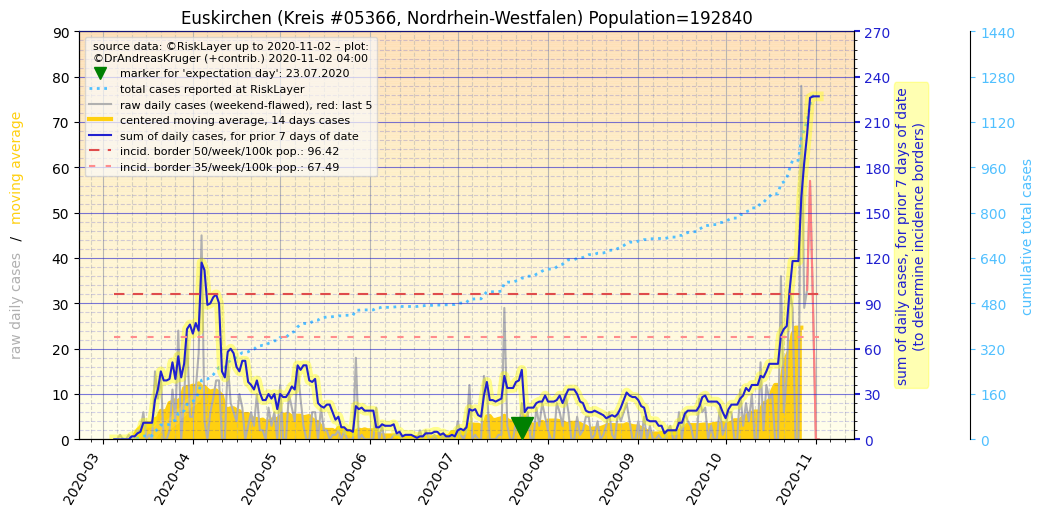 Euskirchen (Kreis #05366, Nordrhein-Westfalen) Population=192840
source data: ©RiskLayer up to 2020-11-02 – plot:
©DrAndreasKruger (+contrib.) 2020-11-02 04:00
marker for 'expectation day': 23.07.2020
total cases reported at RiskLayer
raw daily cases (weekend-flawed), red: last 5
centered moving average, 14 days cases
sum of daily cases, for prior 7 days of date
incid. border 50/week/100k pop.: 96.42
incid. border 35/week/100k pop.: 67.49
raw daily cases / moving average
90
80
70
60
50
40
30
20
10
0
2020-03
2020-04
2020-05
2020-06
2020-07
2020-08
2020-09
2020-10
2020-11
270
240
210
180
150
120
90
60
30
0
sum of daily cases, for prior 7 days of date
(to determine incidence borders)
1440
1280
1120
960
800
640
480
320
160
0
cumulative total cases